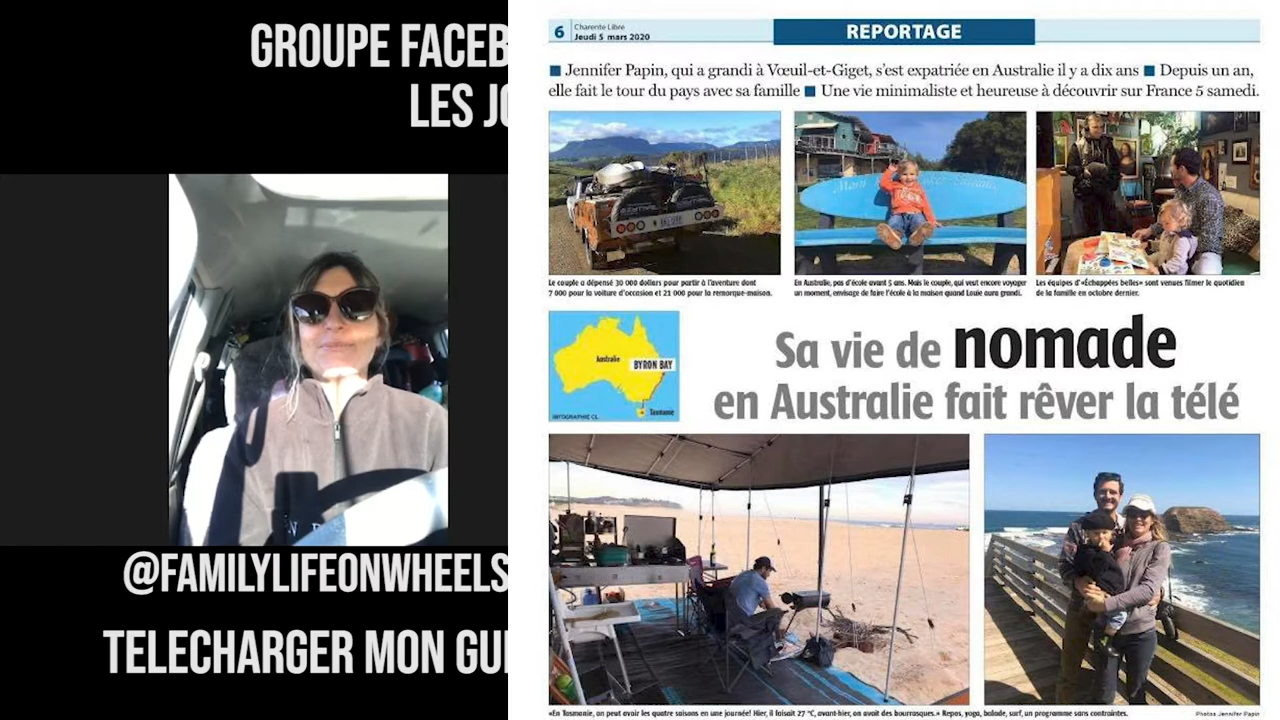 GROUPE FACEB
LES JO
@FAMILYLIFEONWHEELS
TELECHARGER MON GUI
6
Charente Libre
Jeudi 5 mars 2020
REPORTAGE
■ Jennifer Papin, qui a grandi à Vœuil-et-Giget, s'est expatriée en Australie il y a dix ans ■ Depuis un an,
elle fait le tour du pays avec sa famille ■ Une vie minimaliste et heureuse à découvrir sur France 5 samedi.
Le couple a dépensé 30 000 dollars pour partir à l'aventure dont
7 000 pour la voiture d'occasion et 21 000 pour la remorque-maison.
En Australie, pas d'école avant 5 ans. Mais le couple, qui veut encore voyager
un moment, envisage de faire l'école à la maison quand Louie aura grandi.
Les équipes d'«Échappées belles» sont venues filmer le quotidien
de la famille en octobre dernier.
Australie
BYRON BAY
Tasmanie
INFOGRAPHIE CL
Sa vie de nomade
en Australie fait rêver la télé
«En Tasmanie, on peut avoir les quatre saisons en une journée! Hier, il faisait 27 °C, avant-hier, on avait des bourrasques.» Repos, yoga, balade, surf, un programme sans contraintes.
Photos Jennifer Papin